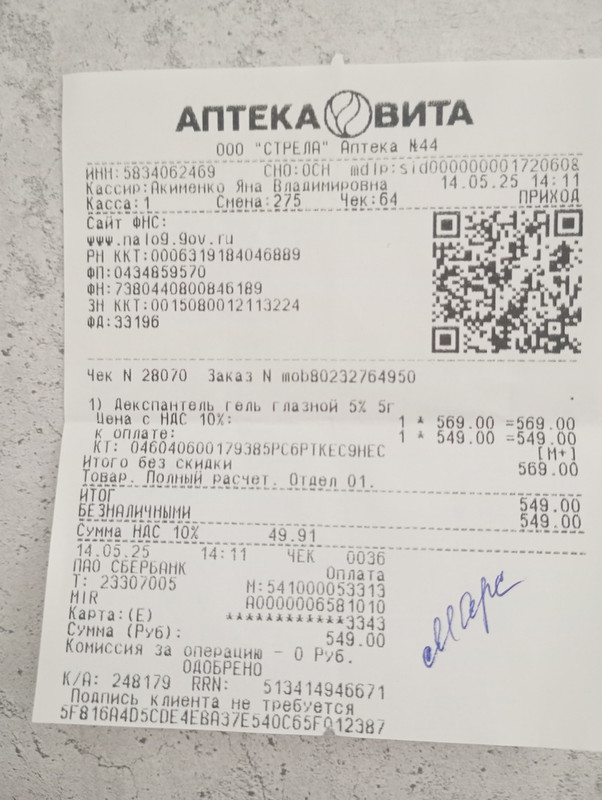 АПТЕКА ВИТА
ООО "СТРЕЛА" Аптека №44
ИНН:5834062469 СНО:ОСН mdlp:sid000000001720608
Кассир:Акименко Яна Владимировна 14.05.25 14:11
Касса:1 Смена:275 Чек:64 ПРИХОД
Сайт ФНС:
www.nalog.gov.ru
РН ККТ:0006319184046889
ФП:0434859570
ФН:7380440800846189
ЗН ККТ:0015080012113224
ФД:33196
Чек N 28070 Заказ N mob80232764950
1) Декспантель гель глазной 5% 5г
Цена с НДС 10%: 1 * 569.00 =569.00
к оплате: 1 * 549.00 =549.00
КТ: 046040600179385PC6PTKEC9HEC [М+]
Итого без скидки 569.00
Товар. Полный расчет. Отдел 01.
ИТОГ 549.00
БЕЗНАЛИЧНЫМИ 549.00
Сумма НДС 10% 49.91
14.05.25 14:11 ЧЕК 0036
ПАО СБЕРБАНК Оплата
Т: 23307005 М:541000053313
MIR A0000006581010
Карта:(Е) ************3343
Сумма (Руб): 549.00
Комиссия за операцию - 0 Руб.
ОДОБРЕНО
К/А: 248179 RRN: 513414946671
Подпись клиента не требуется
5F816A4D5CDE4EBA37E540C65F012387
Марс